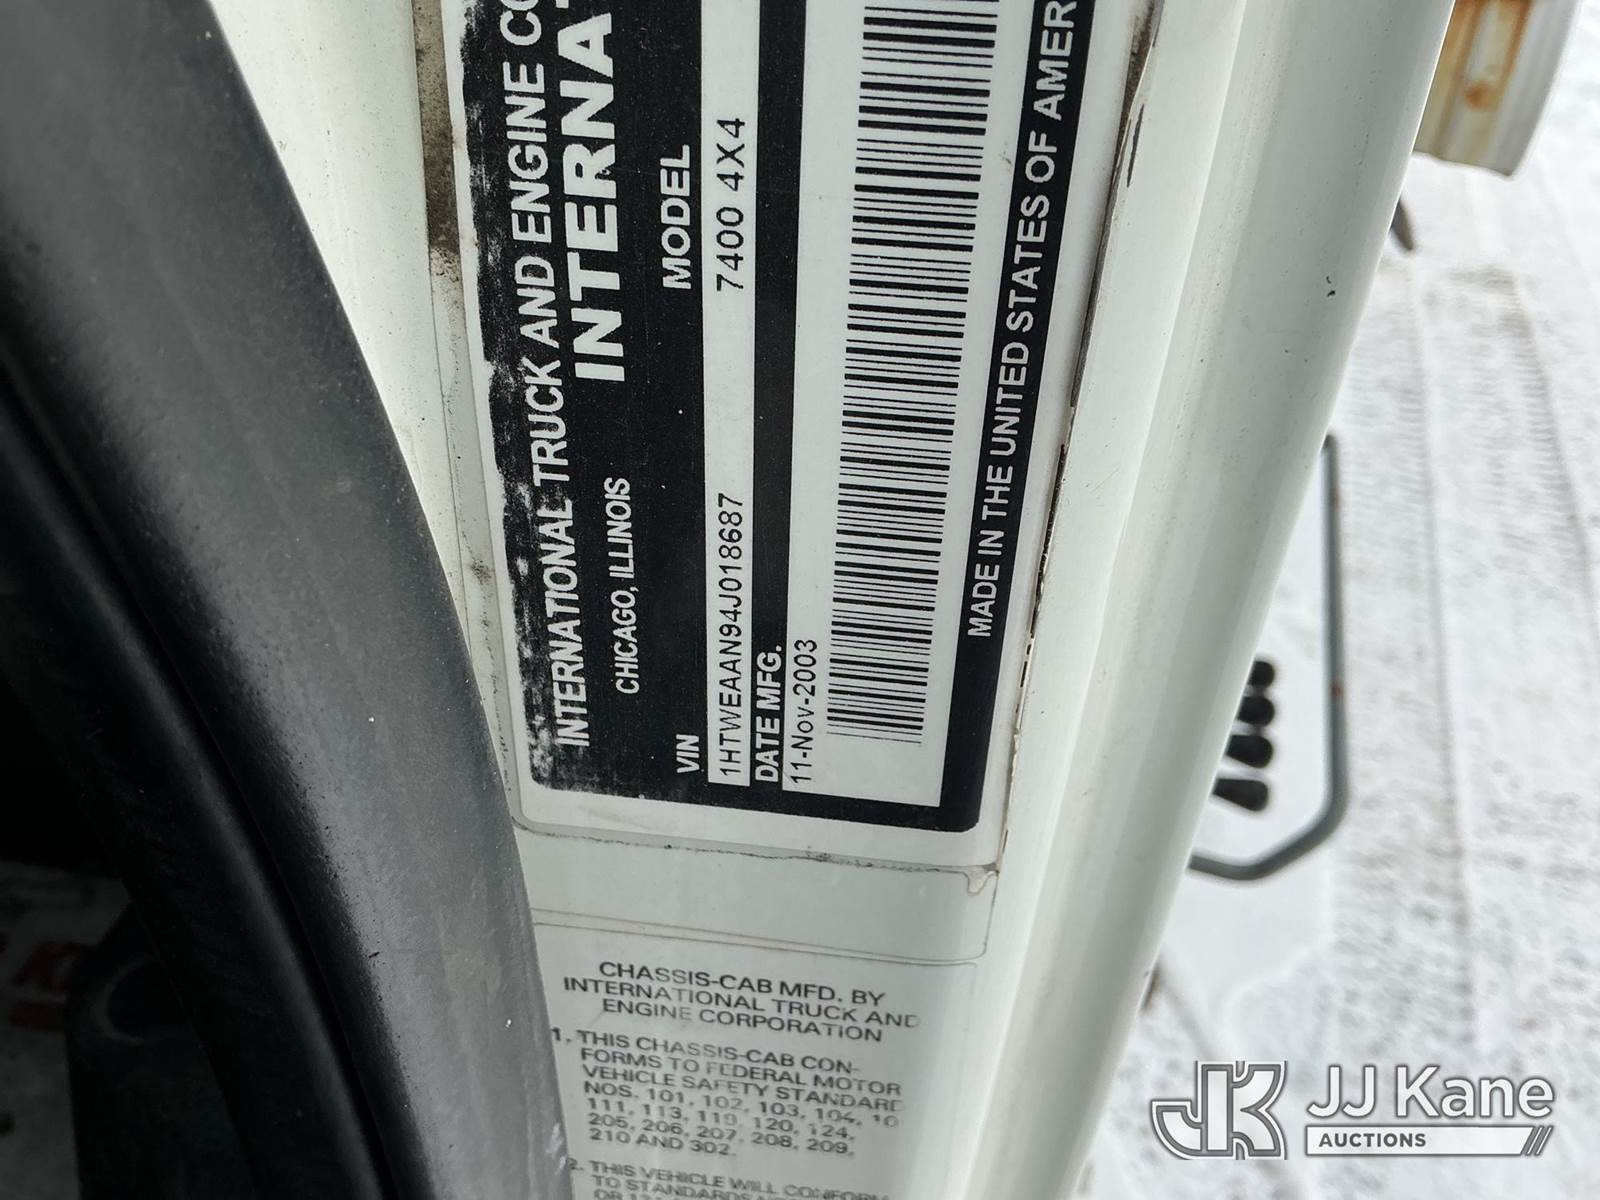 INTERNATIONAL TRUCK AND ENGINE
CHICAGO, ILLINOIS
VIN MODEL
1HTWEAAN94J018687 7400 4X4
DATE MFG.
11-Nov-2003
MADE IN THE UNITED STATES OF
CHASSIS-CAB MFD. BY
INTERNATIONAL TRUCK AND
ENGINE CORPORATION
1. THIS CHASSIS-CAB CON-
FORMS TO FEDERAL MOTOR
VEHICLE SAFETY STANDARD
NOS. 101, 102, 103, 104,
111, 113, 119, 120, 124,
205, 206, 207, 208, 209,
210 AND 302.
2. THIS VEHICLE WILL CONFORM
TO STANDARDS
JJ Kane
AUCTIONS